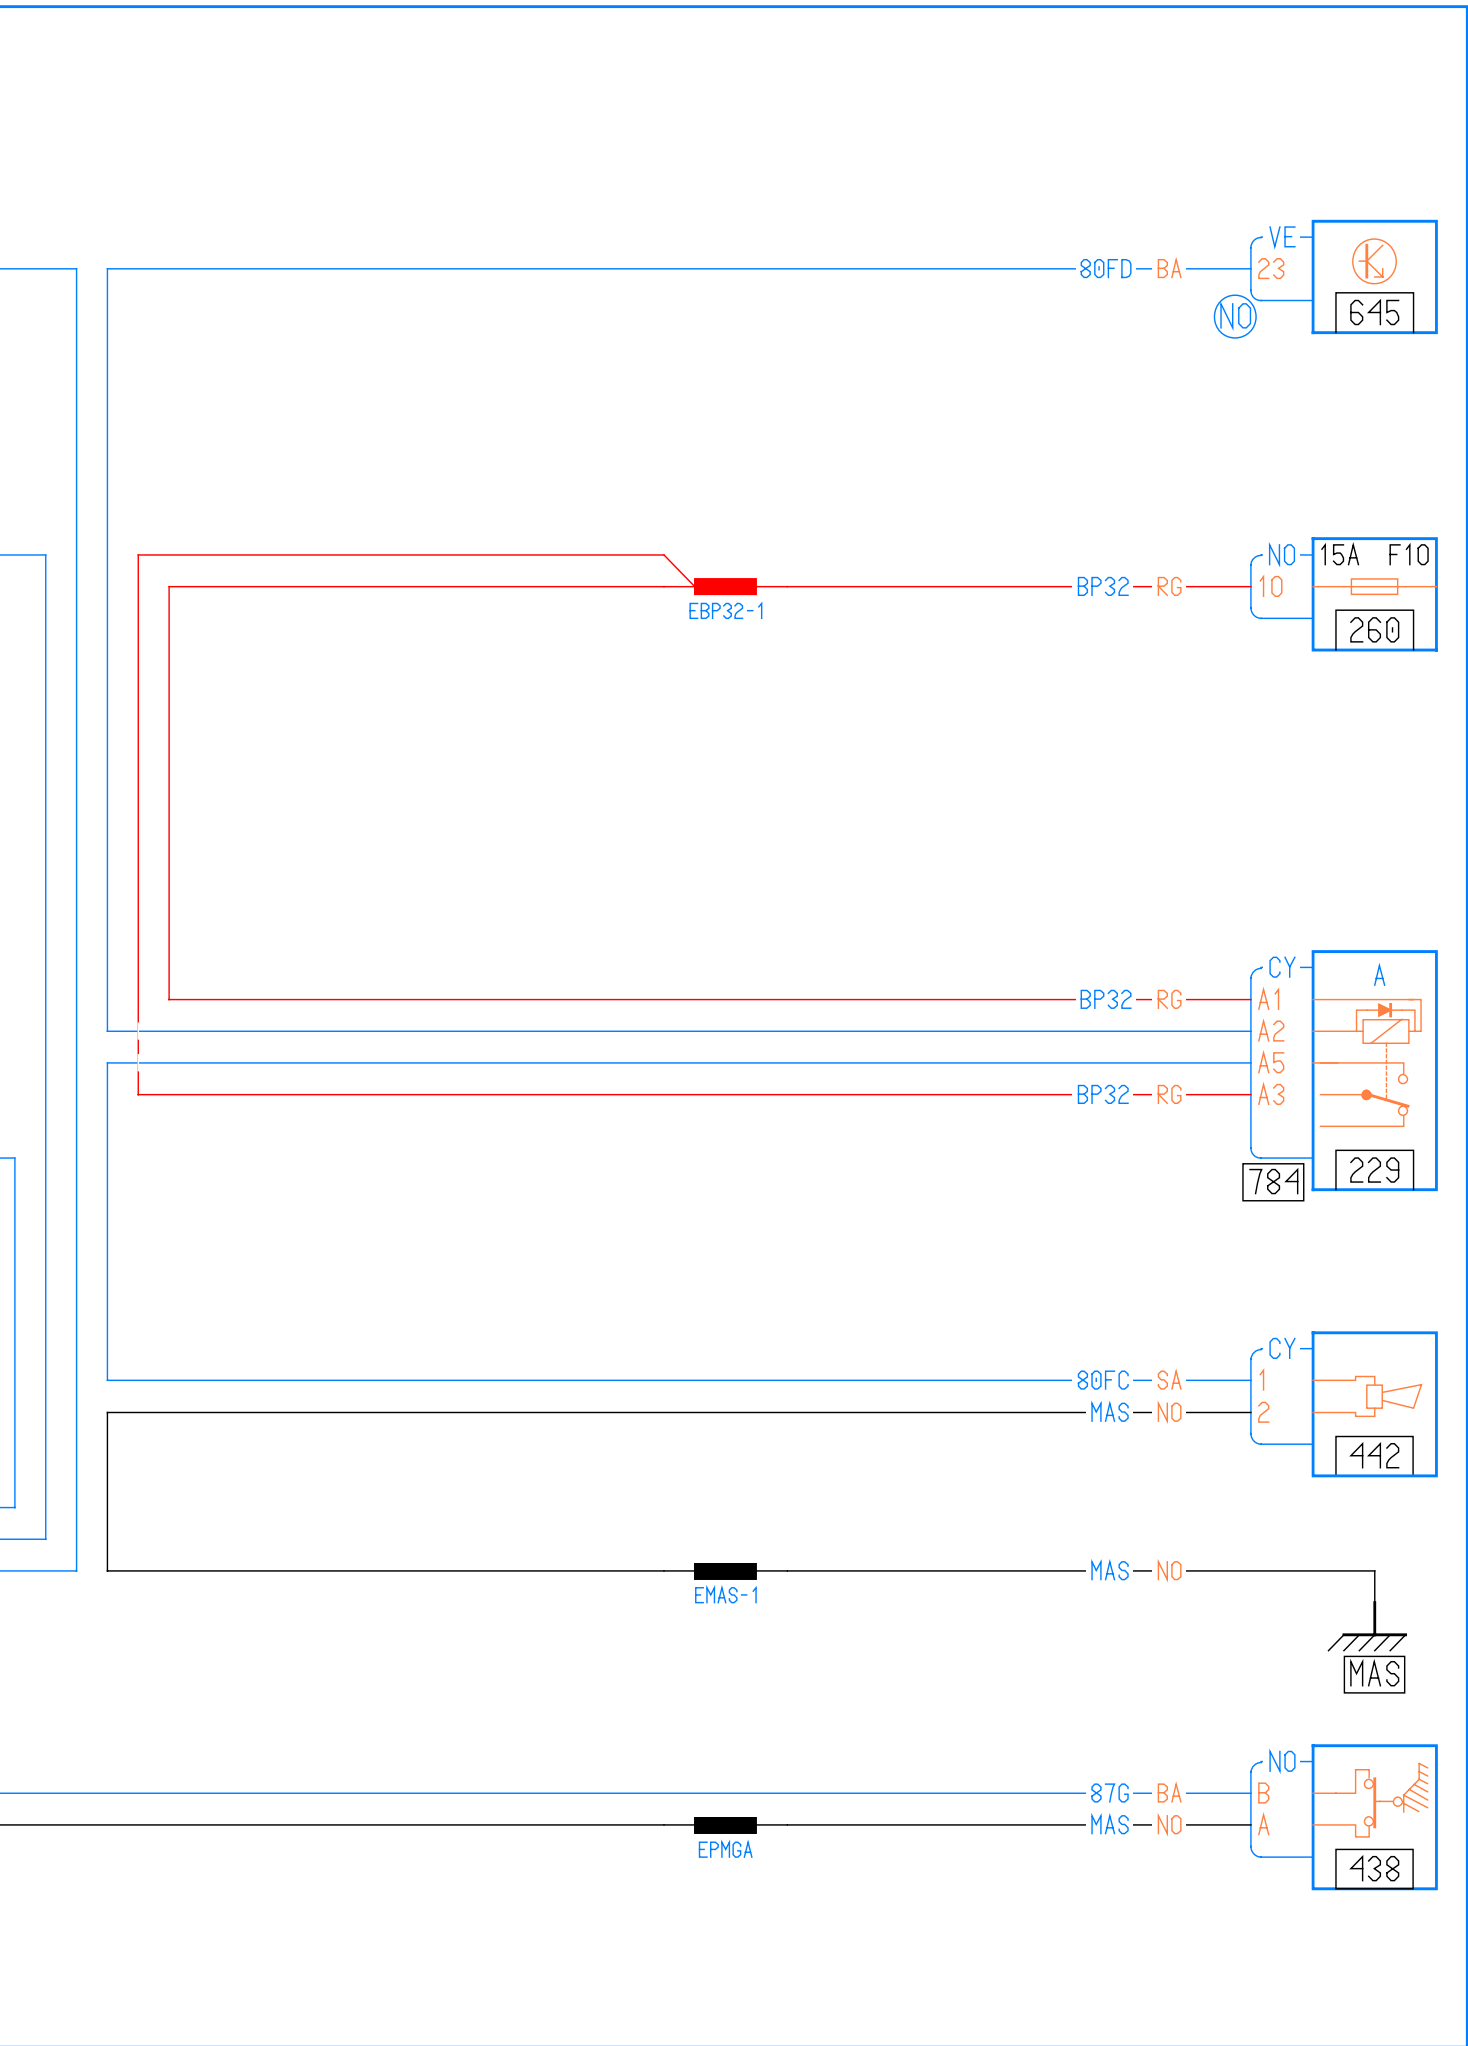 VE
80FD BA 23
NO
645
NO 15A F10
BP32 RG 10
EBP32-1
260
CY A
BP32 RG A1
A2
A5
BP32 RG A3
784 229
CY
80FC SA 1
MAS NO 2
442
MAS NO
EMAS-1
MAS
NO
87G BA B
MAS NO A
EPMGA
438